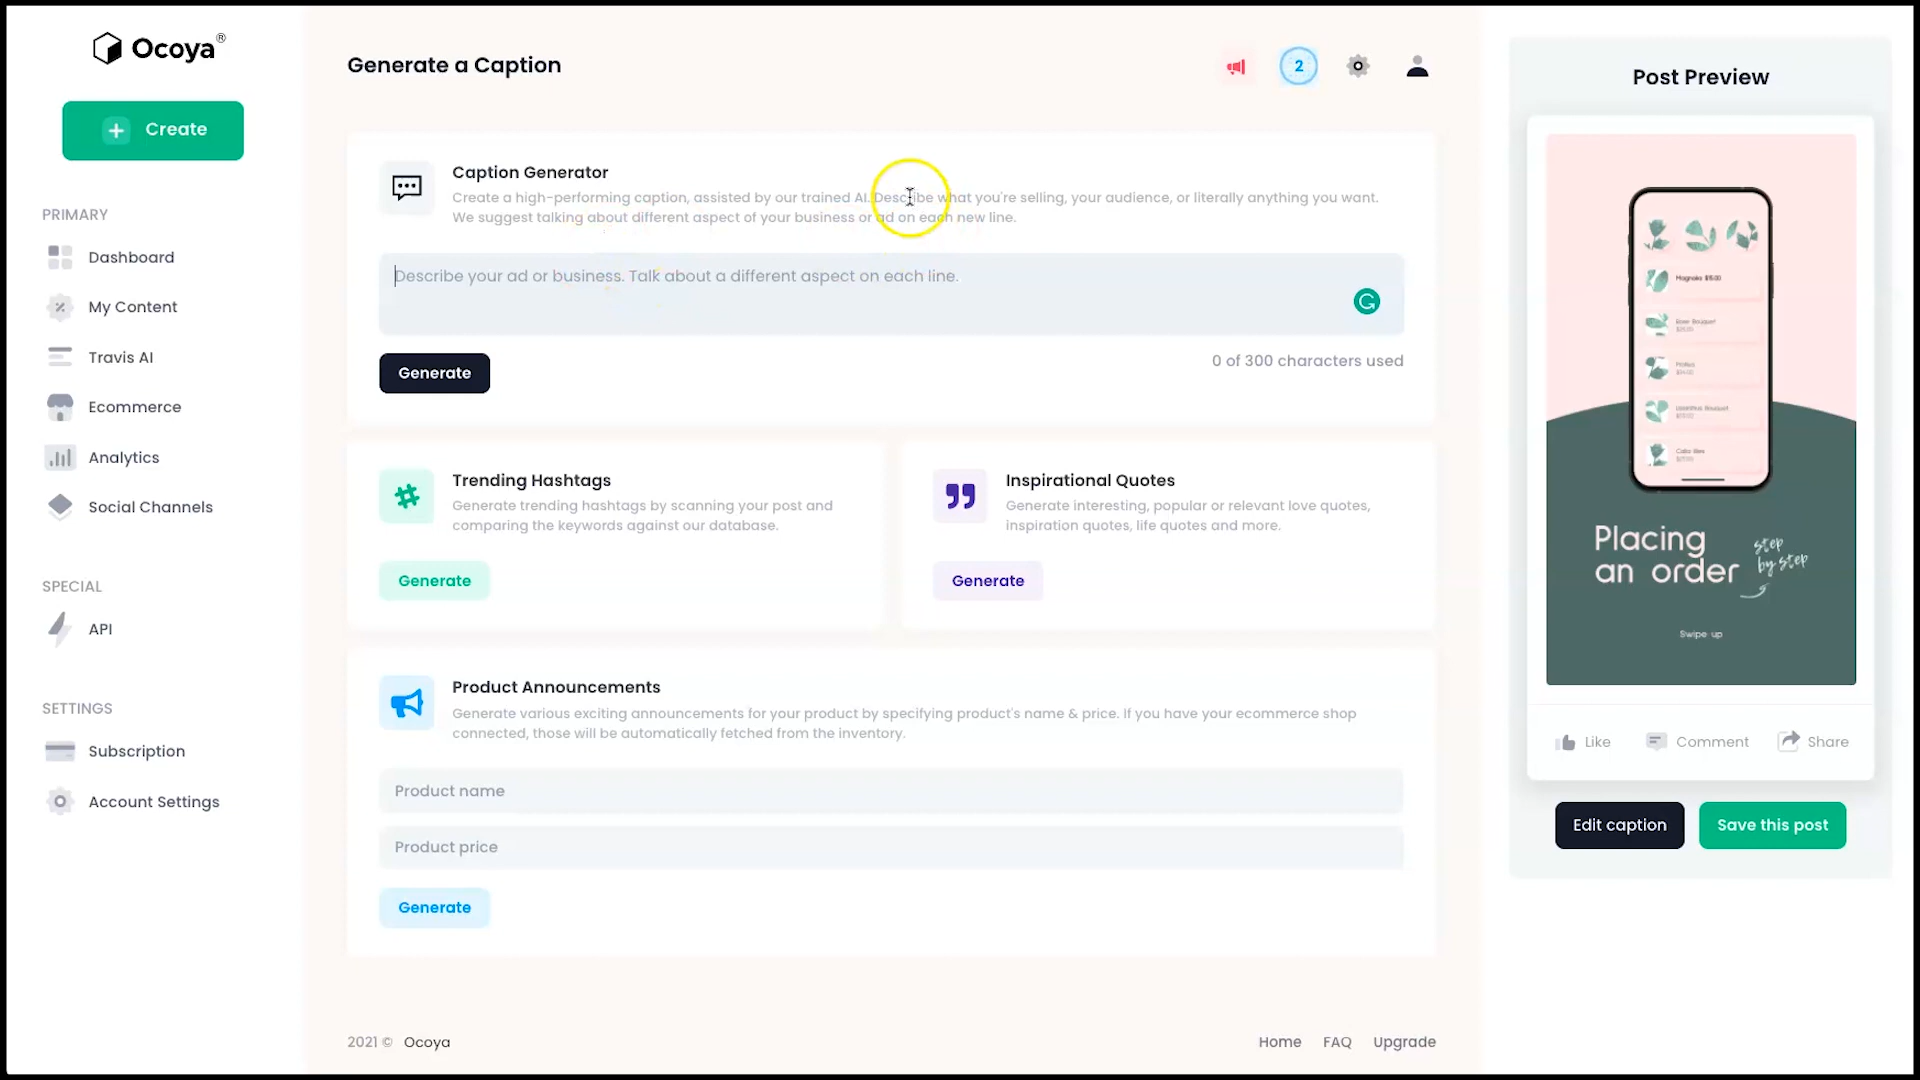 Ocoya®
Create
PRIMARY
Dashboard
My Content
Travis AI
Ecommerce
Analytics
Social Channels
SPECIAL
API
SETTINGS
Subscription
Account Settings
Generate a Caption
2
Caption Generator
Create a high-performing caption, assisted by our trained AI. Describe what you're selling, your audience, or literally anything you want.
We suggest talking about different aspect of your business or ad on each new line.
Describe your ad or business. Talk about a different aspect on each line.
Generate
0 of 300 characters used
Trending Hashtags
Generate trending hashtags by scanning your post and
comparing the keywords against our database.
Generate
Inspirational Quotes
Generate interesting, popular or relevant love quotes,
inspiration quotes, life quotes and more.
Generate
Product Announcements
Generate various exciting announcements for your product by specifying product's name & price. If you have your ecommerce shop
connected, those will be automatically fetched from the inventory.
Product name
Product price
Generate
2021 © Ocoya
Home FAQ Upgrade
Post Preview
Magnolia $15.00
Proteus
Placing
an order
step
by step
Swipe up
Like Comment Share
Edit caption Save this post